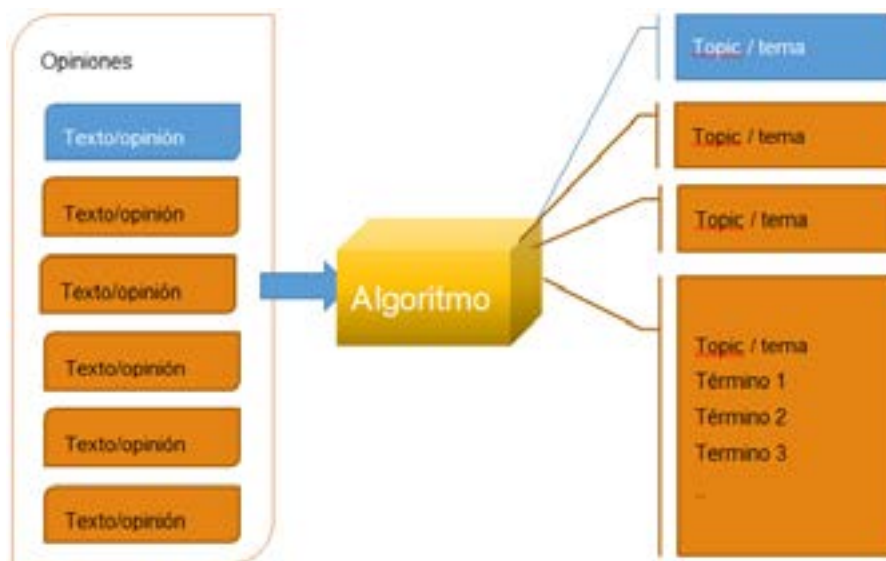 Opiniones
Texto/opinión
Texto/opinión
Texto/opinión
Texto/opinión
Texto/opinión
Texto/opinión
Algoritmo
Topic / tema
Topic / tema
Topic / tema
Topic / tema
Término 1
Término 2
Termino 3
..